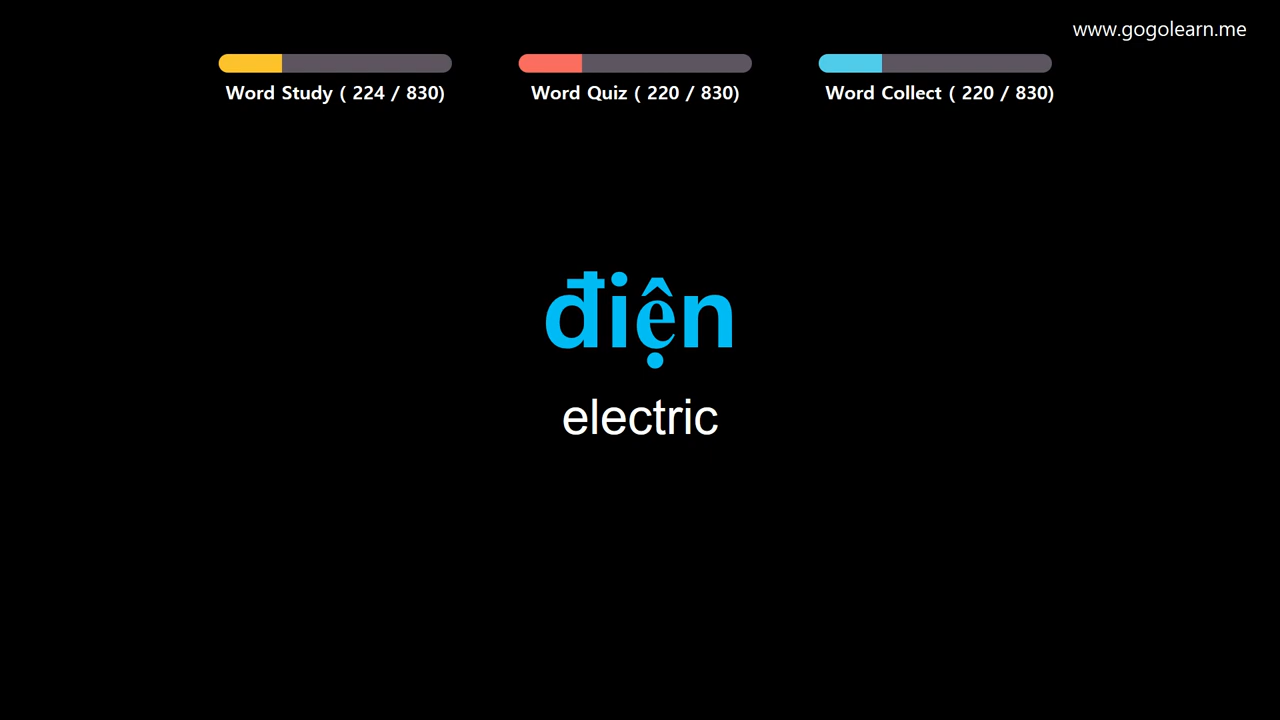 www.gogolearn.me
Word Study ( 224 / 830)
Word Quiz ( 220 / 830)
Word Collect ( 220 / 830)
điện
electric